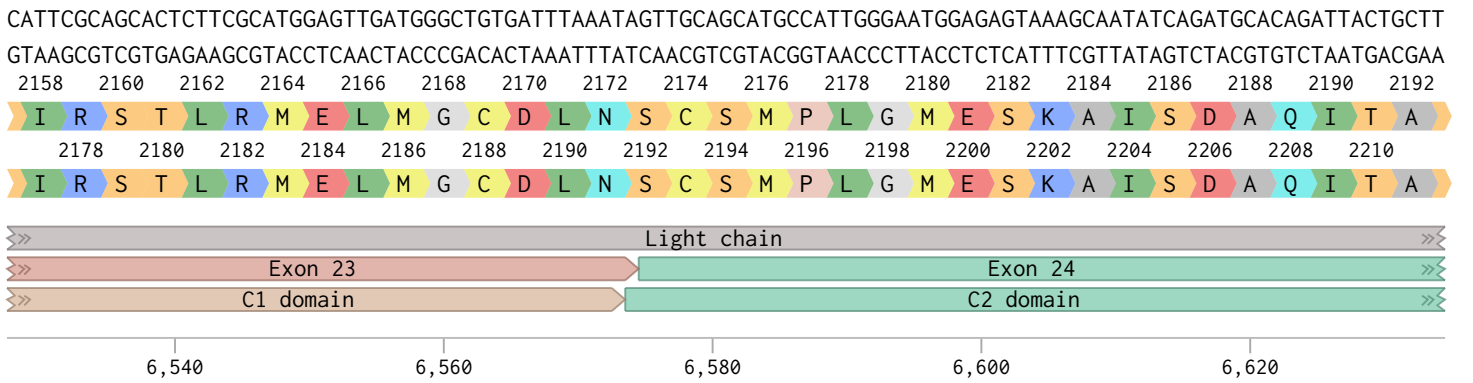 CATTCGCAGCACTCTTCGCATGGAGTTGATGGGCTGTGATTTAAATAGTTGCAGCATGCCATTGGGAATGGAGAGTAAAGCAATATCAGATGCACAGATTACTGCTT
GTAAGCGTCGTGAGAAGCGTACCTCAACTACCCGACACTAAATTTATCAACGTCGTACGGTAACCCTTACCTCTCATTTCGTTATAGTCTACGTGTCTAATGACGAA
2158 2160 2162 2164 2166 2168 2170 2172 2174 2176 2178 2180 2182 2184 2186 2188 2190 2192
I R S T L R M E L M G C D L N S C S M P L G M E S K A I S D A Q I T A
2178 2180 2182 2184 2186 2188 2190 2192 2194 2196 2198 2200 2202 2204 2206 2208 2210
I R S T L R M E L M G C D L N S C S M P L G M E S K A I S D A Q I T A
Light chain
Exon 23 Exon 24
C1 domain C2 domain
6,540 6,560 6,580 6,600 6,620